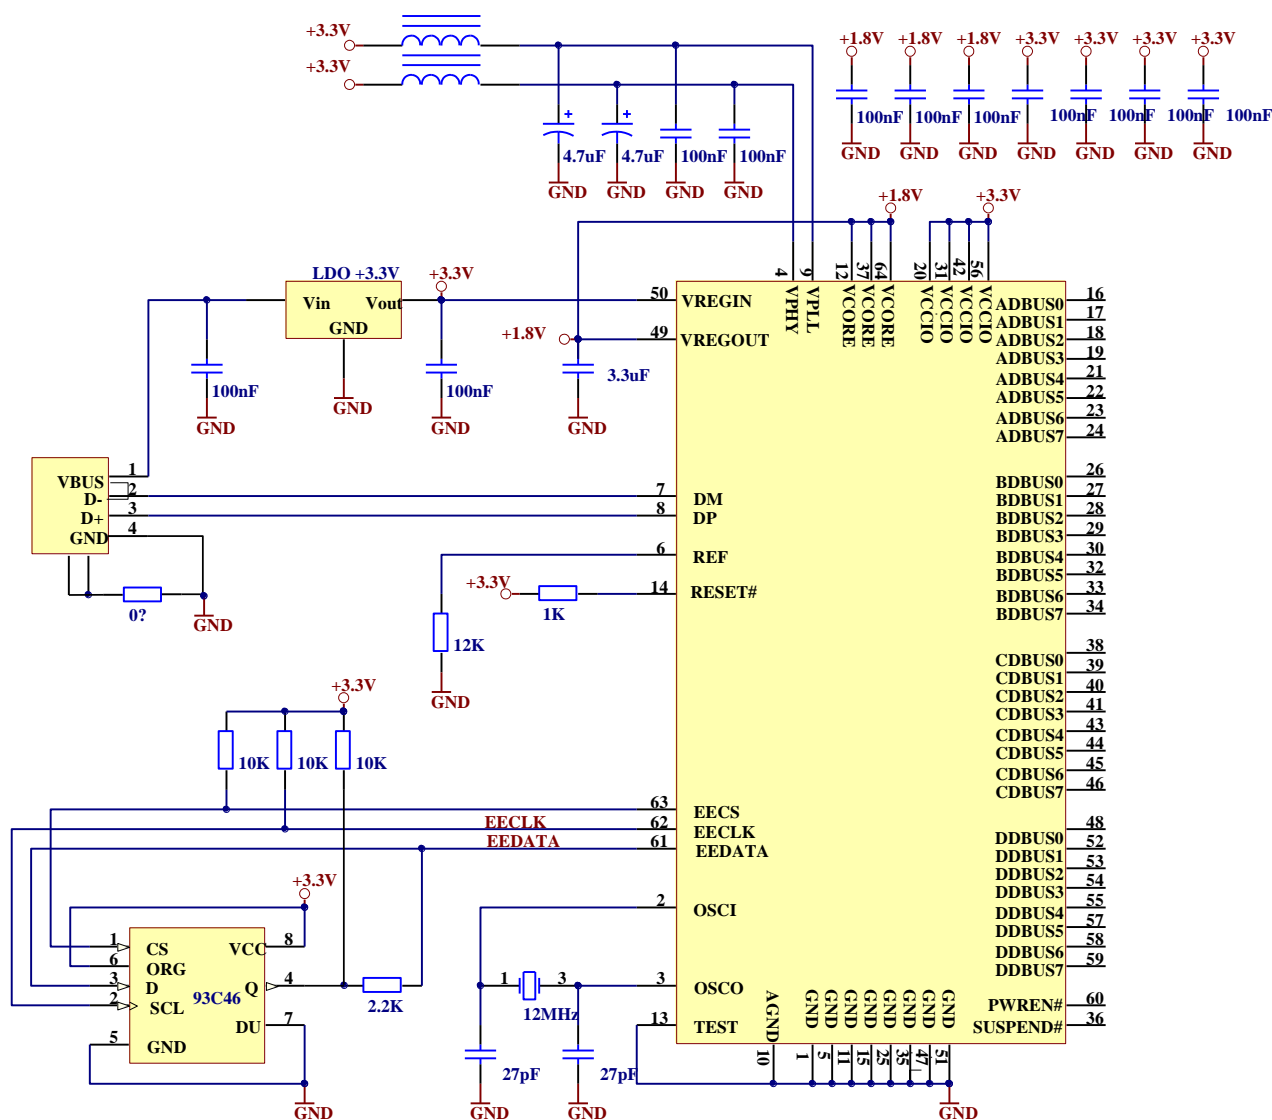 +3.3V
+3.3V
4.7uF
4.7uF
100nF
100nF
GND
GND
GND
GND
+1.8V
+1.8V
+1.8V
+3.3V
+3.3V
+3.3V
+3.3V
100nF
100nF
100nF
100nF
100nF
100nF
100nF
GND
GND
GND
GND
GND
GND
GND
+1.8V
+3.3V
4
9
12
37
64
20
31
42
56
VPHY
VPLL
VCORE
VCORE
VCORE
VCCIO
VCCIO
VCCIO
VCCIO
LDO +3.3V
Vin
Vout
GND
+3.3V
100nF
GND
GND
100nF
GND
+1.8V
3.3uF
GND
50
VREGIN
49
VREGOUT
VBUS
1
D-
2
D+
3
GND
4
0?
GND
7
DM
8
DP
6
REF
+3.3V
1K
14
RESET#
12K
GND
+3.3V
10K
10K
10K
63
EECS
EECLK
62
EECLK
EEDATA
61
EEDATA
+3.3V
1
CS
6
ORG
3
D
2
SCL
5
GND
93C46
VCC
8
Q
4
DU
7
GND
2.2K
2
OSCI
1
3
12MHz
3
OSCO
13
TEST
27pF
27pF
GND
GND
AGND
GND
GND
GND
GND
GND
GND
GND
GND
10
1
5
11
15
25
35
47
51
GND
ADBUS0
16
ADBUS1
17
ADBUS2
18
ADBUS3
19
ADBUS4
21
ADBUS5
22
ADBUS6
23
ADBUS7
24
BDBUS0
26
BDBUS1
27
BDBUS2
28
BDBUS3
29
BDBUS4
30
BDBUS5
32
BDBUS6
33
BDBUS7
34
CDBUS0
38
CDBUS1
39
CDBUS2
40
CDBUS3
41
CDBUS4
43
CDBUS5
44
CDBUS6
45
CDBUS7
46
DDBUS0
48
DDBUS1
52
DDBUS2
53
DDBUS3
54
DDBUS4
55
DDBUS5
57
DDBUS6
58
DDBUS7
59
PWREN#
60
SUSPEND#
36